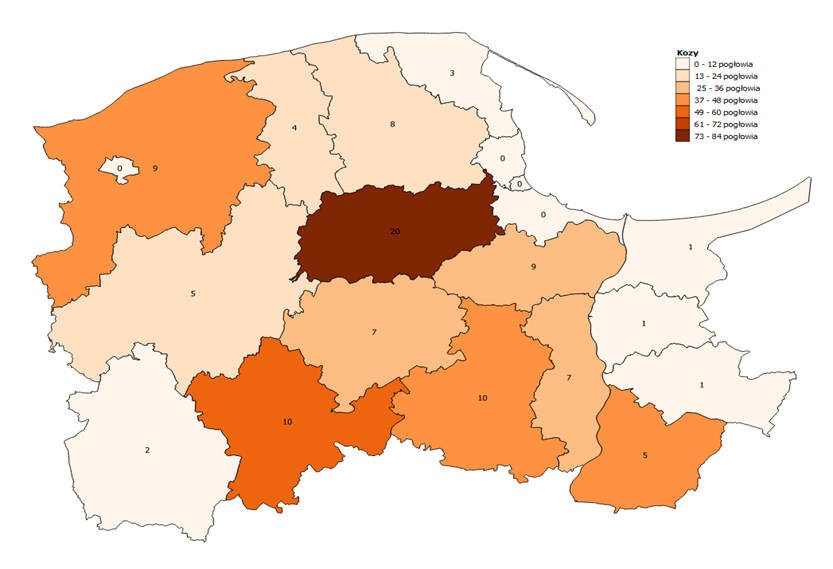 Kozy
0 - 12 pogłowia
13 - 24 pogłowia
25 - 36 pogłowia
37 - 48 pogłowia
49 - 60 pogłowia
61 - 72 pogłowia
73 - 84 pogłowia
3
4
8
0
0
9
0
0
20
1
9
5
1
7
7
1
10
10
2
5